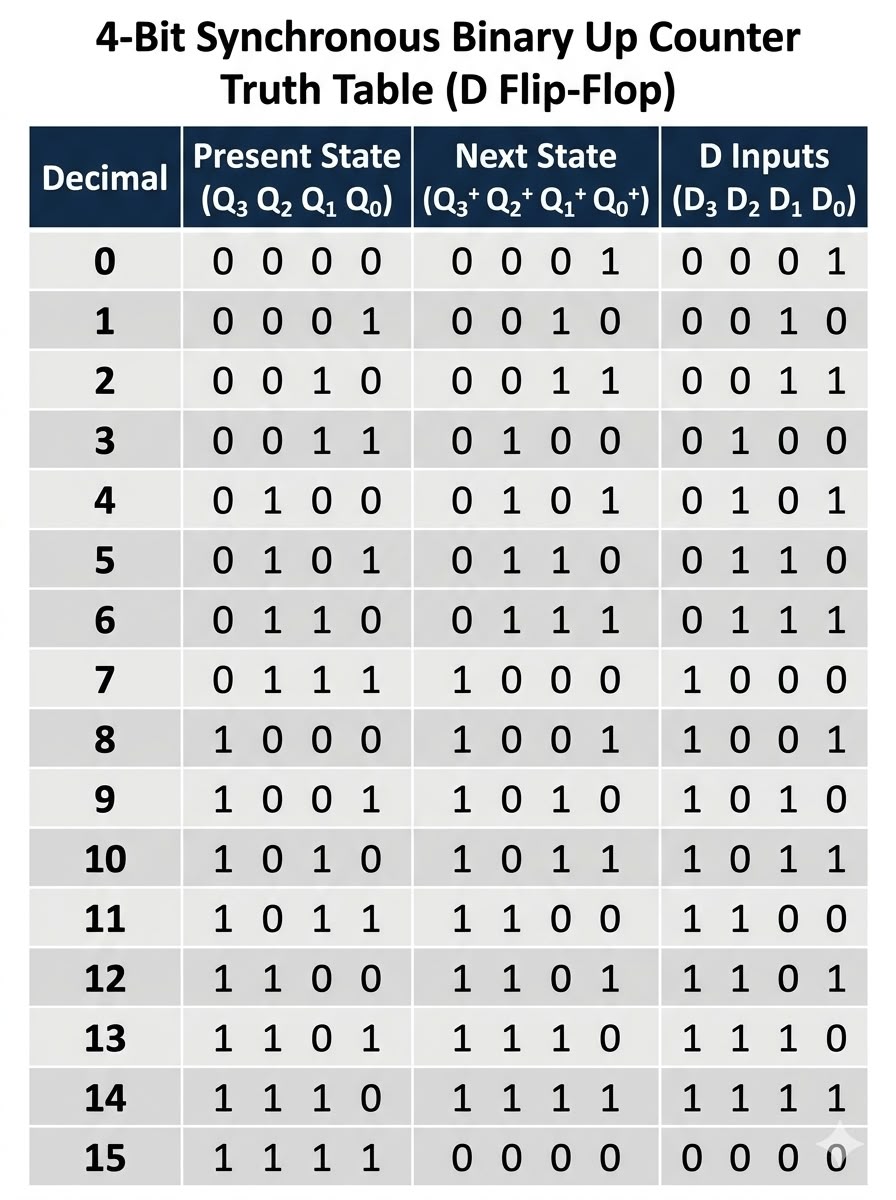 4-Bit Synchronous Binary Up Counter
Truth Table (D Flip-Flop)
Decimal Present State Next State D Inputs
(Q₃ Q₂ Q₁ Q₀) (Q₃⁺ Q₂⁺ Q₁⁺ Q₀⁺) (D₃ D₂ D₁ D₀)
0 0 0 0 0 0 0 0 1 0 0 0 1
1 0 0 0 1 0 0 1 0 0 0 1 0
2 0 0 1 0 0 0 1 1 0 0 1 1
3 0 0 1 1 0 1 0 0 0 1 0 0
4 0 1 0 0 0 1 0 1 0 1 0 1
5 0 1 0 1 0 1 1 0 0 1 1 0
6 0 1 1 0 0 1 1 1 0 1 1 1
7 0 1 1 1 1 0 0 0 1 0 0 0
8 1 0 0 0 1 0 0 1 1 0 0 1
9 1 0 0 1 1 0 1 0 1 0 1 0
10 1 0 1 0 1 0 1 1 1 0 1 1
11 1 0 1 1 1 1 0 0 1 1 0 0
12 1 1 0 0 1 1 0 1 1 1 0 1
13 1 1 0 1 1 1 1 0 1 1 1 0
14 1 1 1 0 1 1 1 1 1 1 1 1
15 1 1 1 1 0 0 0 0 0 0 0 0